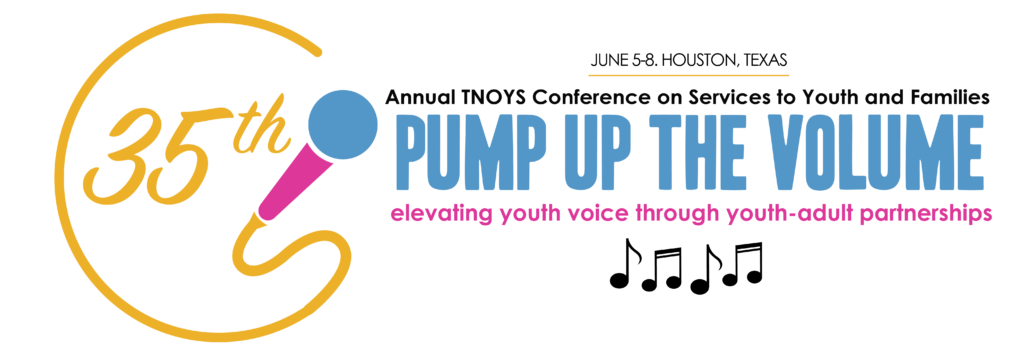 35th
JUNE 5-8. HOUSTON, TEXAS
Annual TNOYS Conference on Services to Youth and Families
PUMP UP THE VOLUME
elevating youth voice through youth-adult partnerships